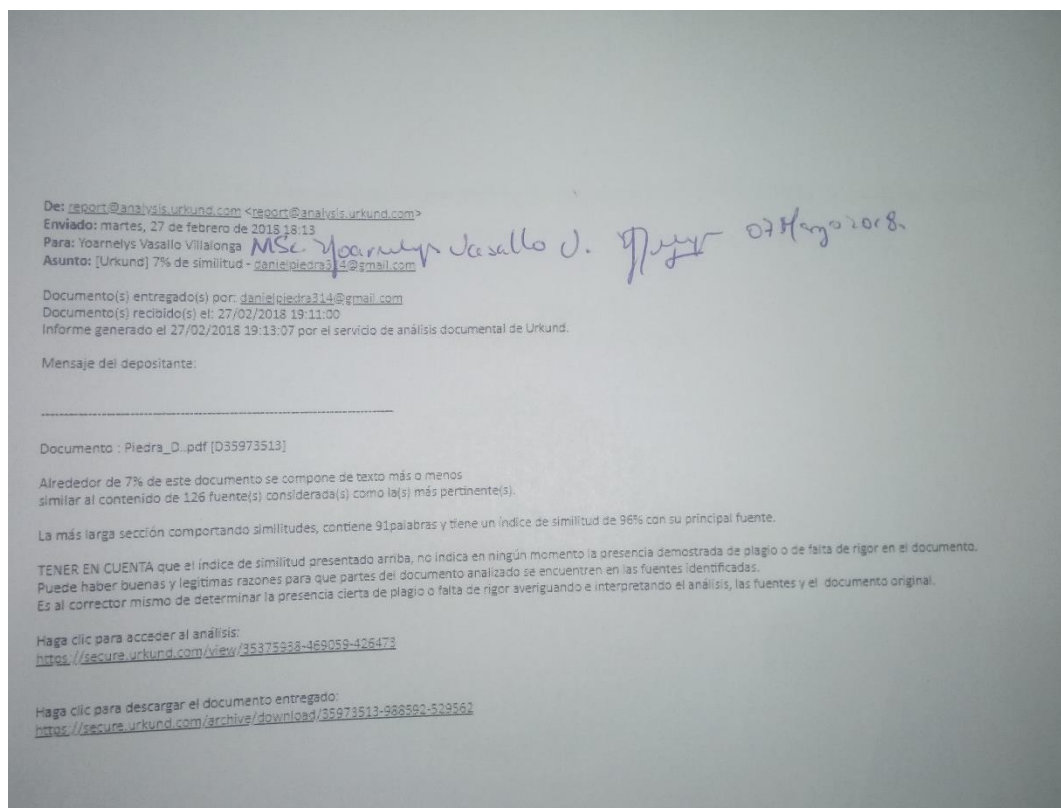 De: report@analysis.urkund.com <report@analysis.urkund.com>
Enviado: martes, 27 de febrero de 2018 18:13
Para: Yoarnelys Vasallo Villalonga
MSc. Yoarnelys Vasallo V. 07 Marzo 2018.
Asunto: [Urkund] 7% de similitud - danielpiedra314@gmail.com
Documento(s) entregado(s) por: danielpiedra314@gmail.com
Documento(s) recibido(s) el: 27/02/2018 19:11:00
Informe generado el 27/02/2018 19:13:07 por el servicio de análisis documental de Urkund.
Mensaje del depositante:
Documento : Piedra_D..pdf [D35973513]
Alrededor de 7% de este documento se compone de texto más o menos
similar al contenido de 126 fuente(s) considerada(s) como la(s) más pertinente(s).
La más larga sección comportando similitudes, contiene 91palabras y tiene un índice de similitud de 96% con su principal fuente.
TENER EN CUENTA que el índice de similitud presentado arriba, no indica en ningún momento la presencia demostrada de plagio o de falta de rigor en el documento.
Puede haber buenas y legítimas razones para que partes del documento analizado se encuentren en las fuentes identificadas.
Es al corrector mismo de determinar la presencia cierta de plagio o falta de rigor averiguando e interpretando el análisis, las fuentes y el documento original.
Haga clic para acceder al análisis:
https://secure.urkund.com/view/35375938-469059-426473
Haga clic para descargar el documento entregado:
https://secure.urkund.com/archive/download/35973513-988592-529562